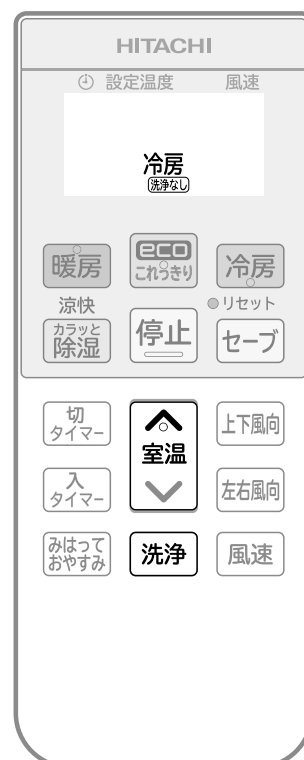 HITACHI
設定温度 風速
冷房
洗浄なし
暖房
eco
これっきり
冷房
涼快
カラッと
除湿
停止
リセット
セーブ
切
タイマー
室温
上下風向
入
タイマー
左右風向
みはって
おやすみ
洗浄
風速